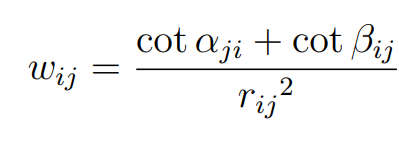 w_{ij} = \frac{\cot \alpha_{ji} + \cot \beta_{ij}}{{r_{ij}}^2}